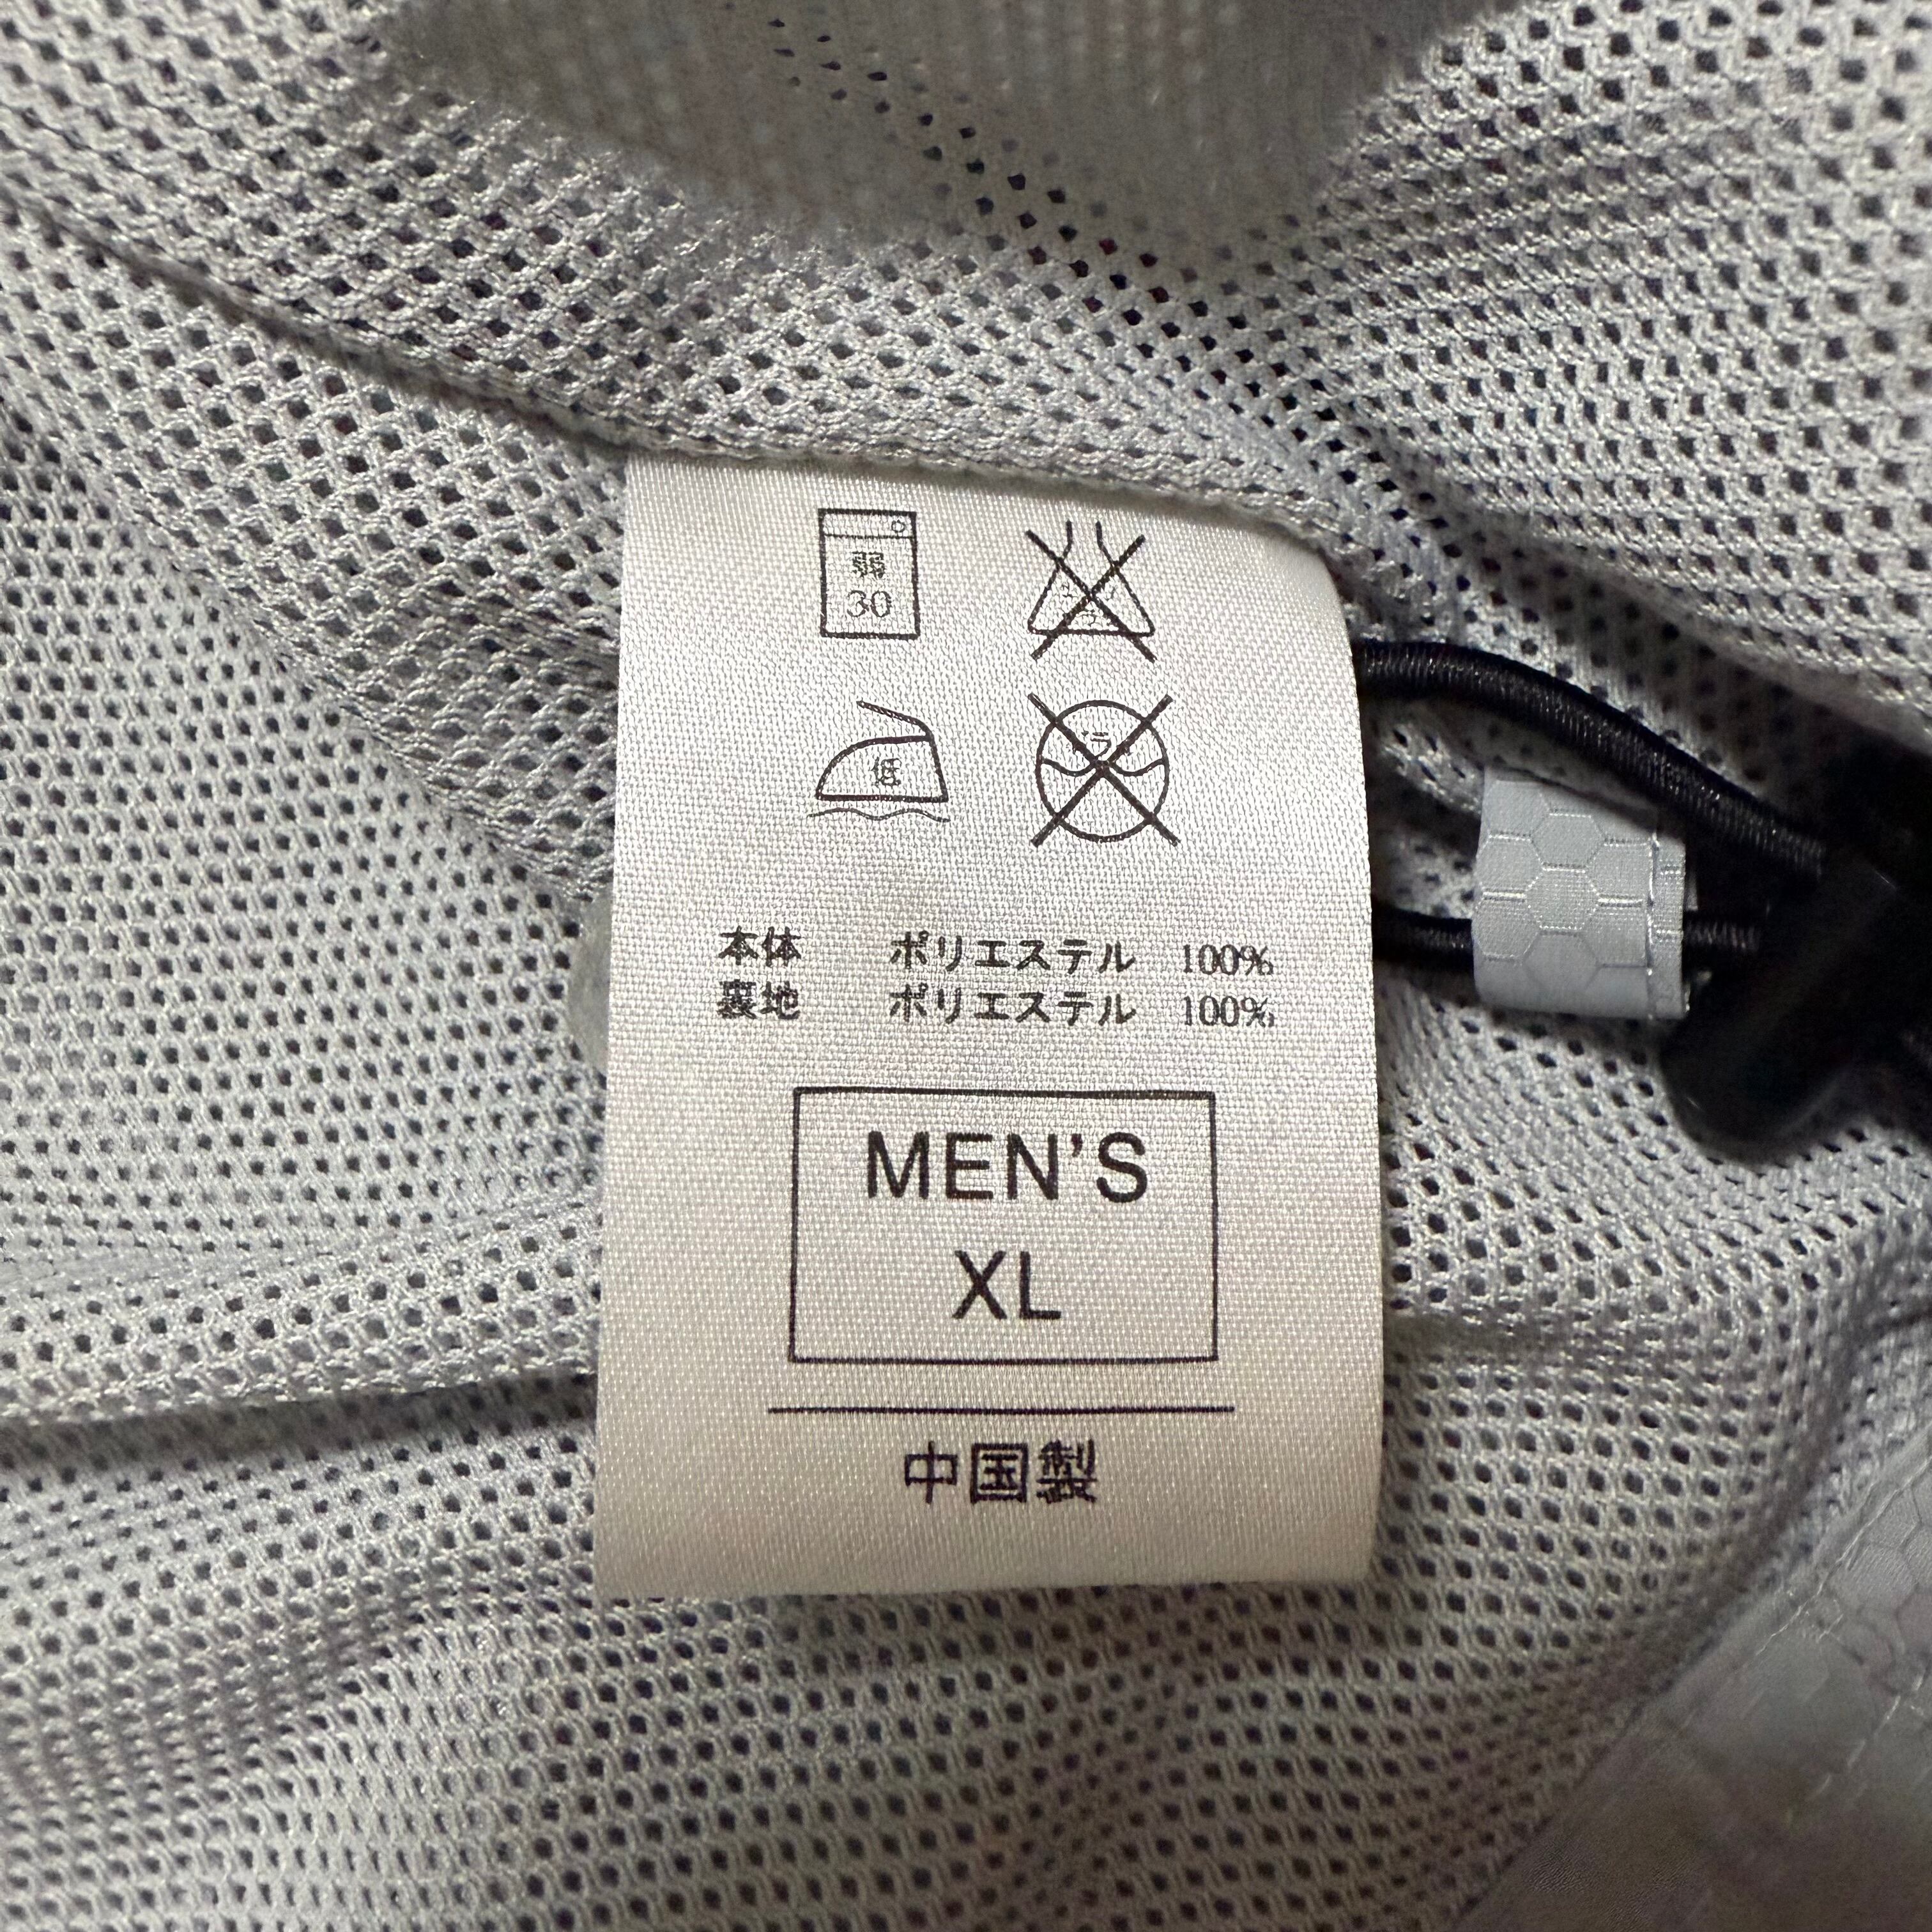 弱
30
低
本体 ポリエステル 100%
裏地 ポリエステル 100%
MEN'S
XL
中国製